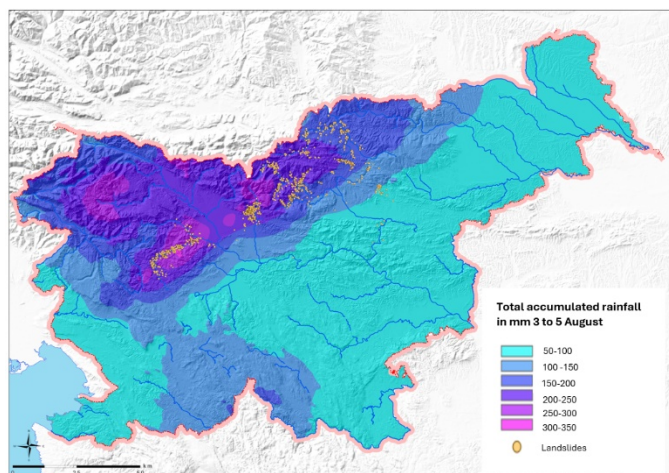 Total accumulated rainfall
in mm 3 to 5 August
50-100
100 -150
150-200
200-250
250-300
300-350
Landslides